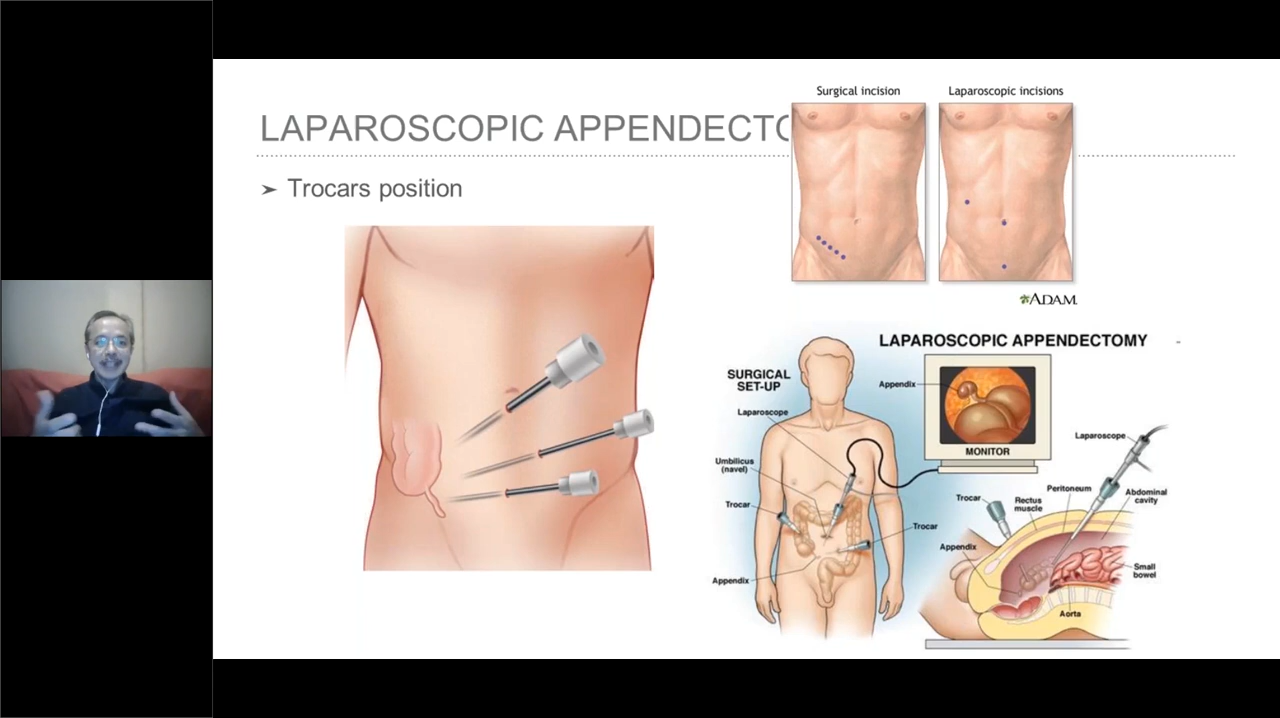 LAPAROSCOPIC APPENDECTO
➤ Trocars position
Surgical incision
Laparoscopic incisions
ADAM.
LAPAROSCOPIC APPENDECTOMY
SURGICAL
SET-UP
Laparoscope
Umbilicus
(navel)
Trocar
Appendix
Trocar
Appendix
MONITOR
Laparoscope
Trocar
Rectus
muscle
Peritoneum
Abdominal
cavity
Appendix
Small
bowel
Aorta